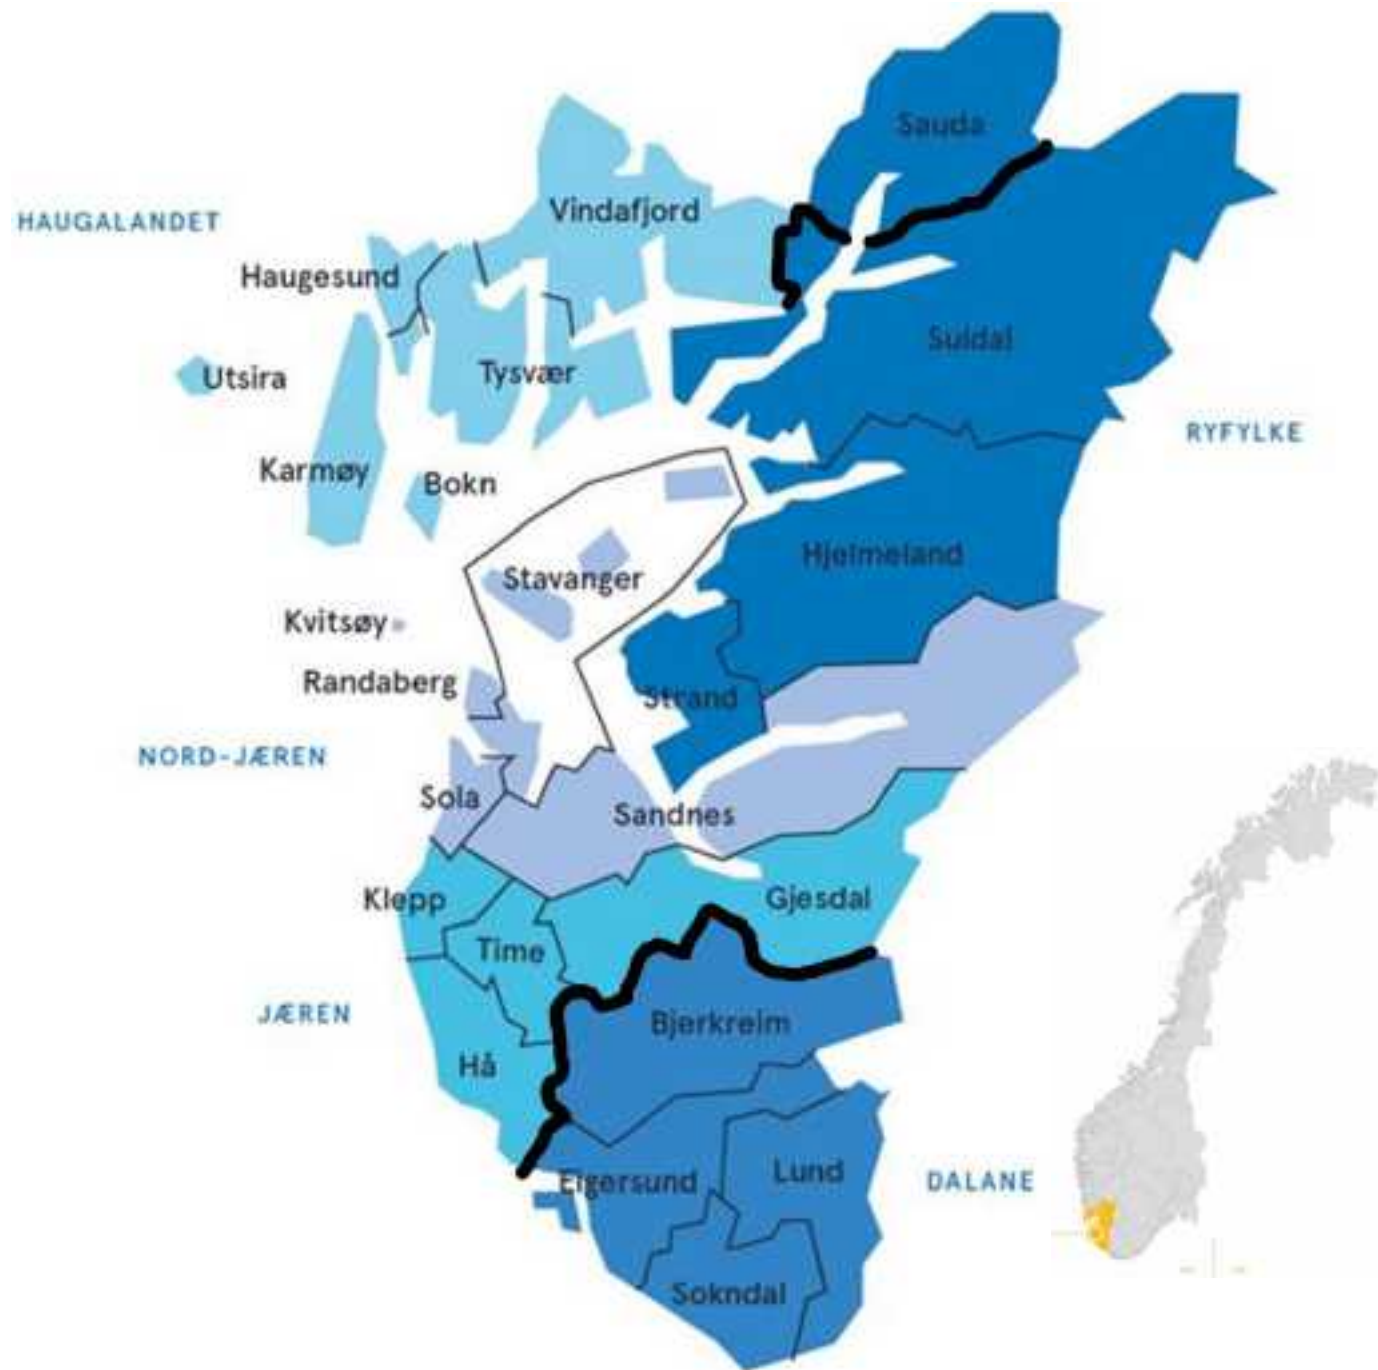 Sauda
Vindafjord
HAUGALANDET
Haugesund
Suldal
Utsira
Tysvær
RYFYLKE
Karmøy
Bokn
Hjelmeland
Stavanger
Kvitsøy
Randaberg
Strand
NORD-JÆREN
Sola
Sandnes
Klepp
Gjesdal
Time
JÆREN
Bjerkreim
Hå
Eigersund
Lund
DALANE
Sokndal